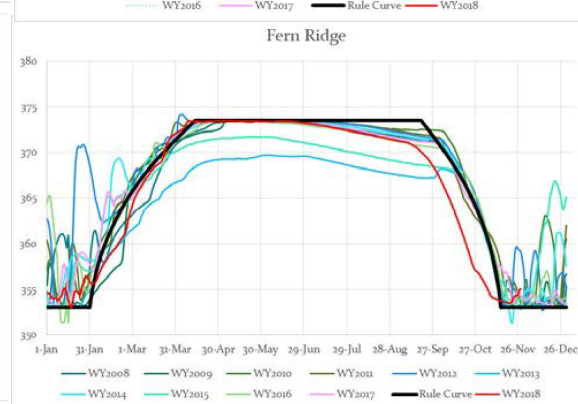 WY2016 WY2017 Rule Curve WY2018
Fern Ridge
380
375
370
365
360
355
350
1-Jan 31-Jan 1-Mar 31-Mar 30-Apr 30-May 29-Jun 29-Jul 28-Aug 27-Sep 27-Oct 26-Nov 26-Dec
WY2008 WY2009 WY2010 WY2011 WY2012 WY2013
WY2014 WY2015 WY2016 WY2017 Rule Curve WY2018